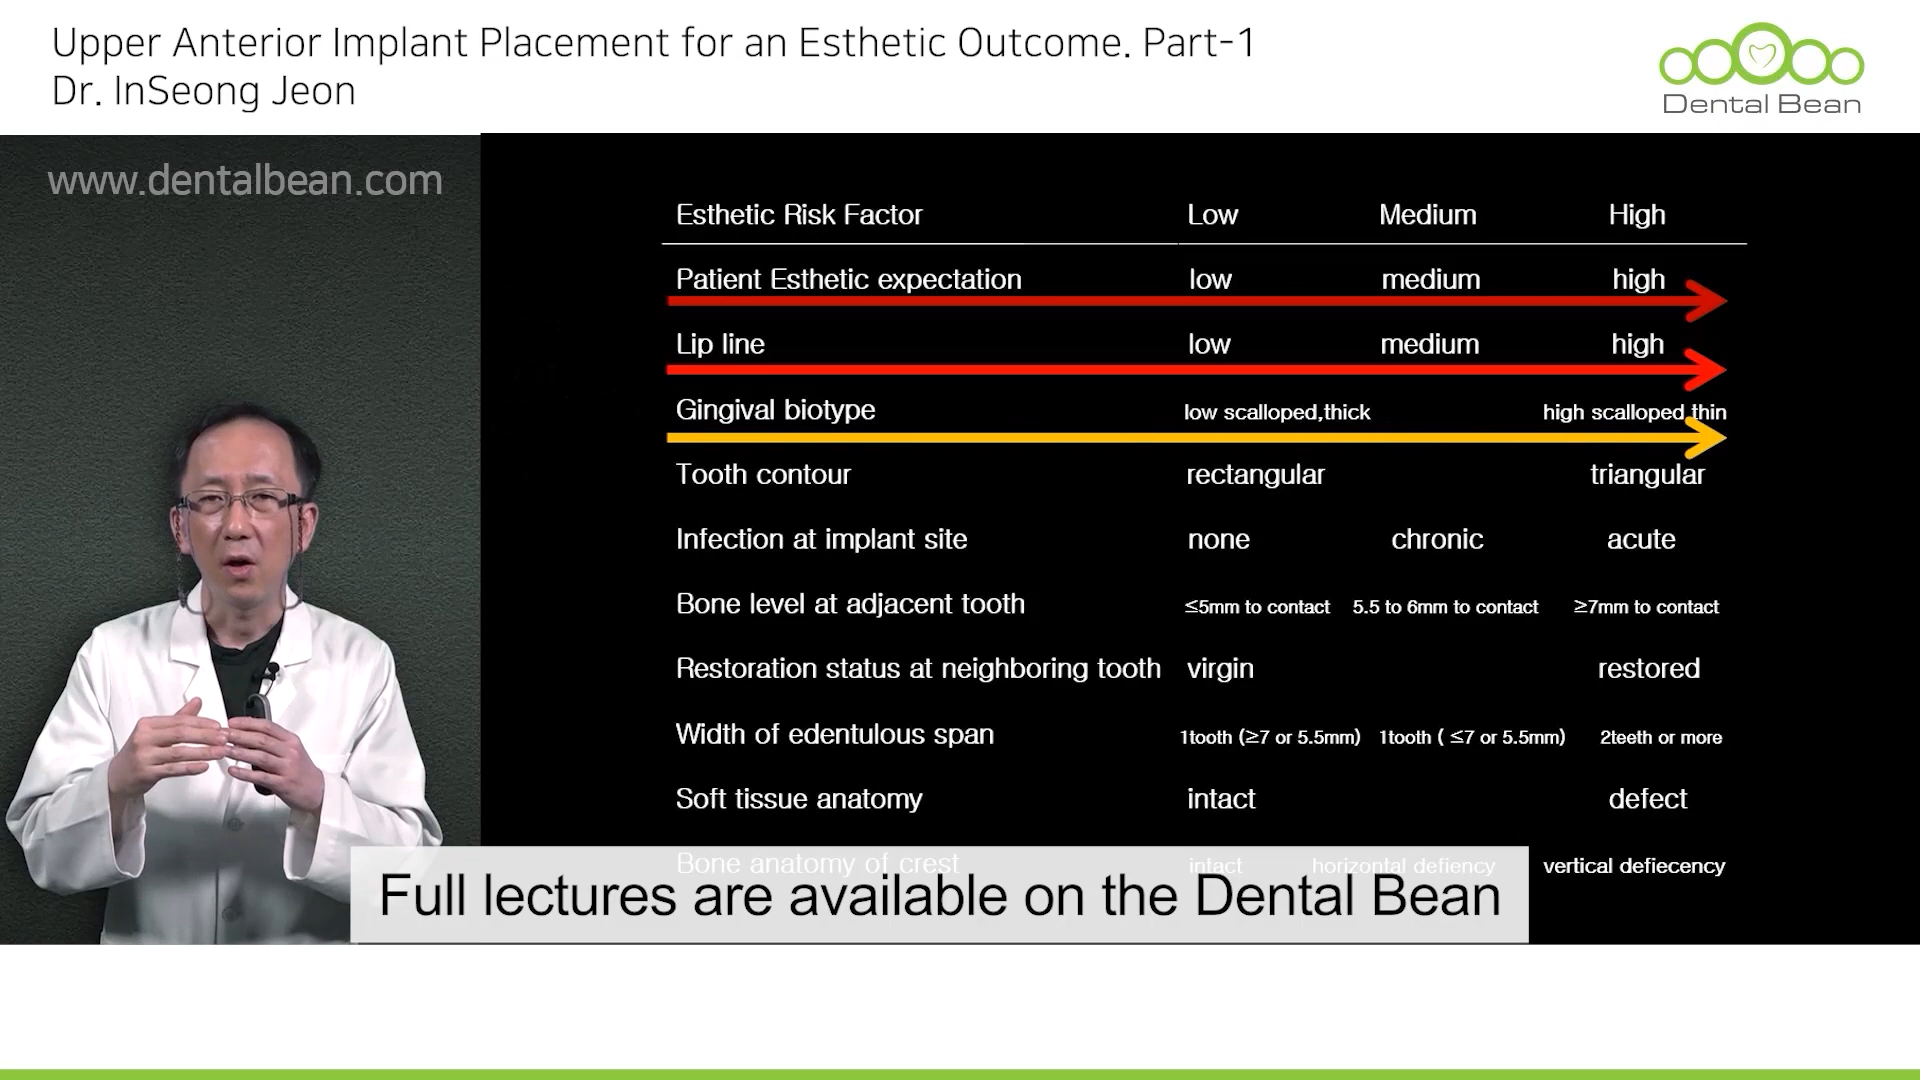 Upper Anterior Implant Placement for an Esthetic Outcome. Part-1
Dr. InSeong Jeon
Dental Bean
www.dentalbean.com
Esthetic Risk Factor Low Medium High
Patient Esthetic expectation low medium high
Lip line low medium high
Gingival biotype low scalloped,thick high scalloped,thin
Tooth contour rectangular triangular
Infection at implant site none chronic acute
Bone level at adjacent tooth ≤5mm to contact 5.5 to 6mm to contact ≥7mm to contact
Restoration status at neighboring tooth virgin restored
Width of edentulous span 1tooth (≥7 or 5.5mm) 1tooth ( ≤7 or 5.5mm) 2teeth or more
Soft tissue anatomy intact defect
Bone anatomy of crest intact horizontal defiency vertical defiecency
Full lectures are available on the Dental Bean